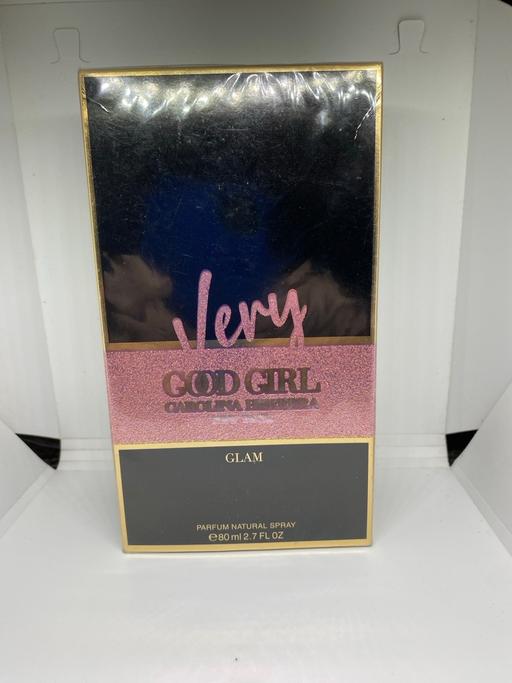 Very
GOOD GIRL
CAROLINA HERRERA
GLAM
PARFUM NATURAL SPRAY
℮80 ml 2.7 FL OZ